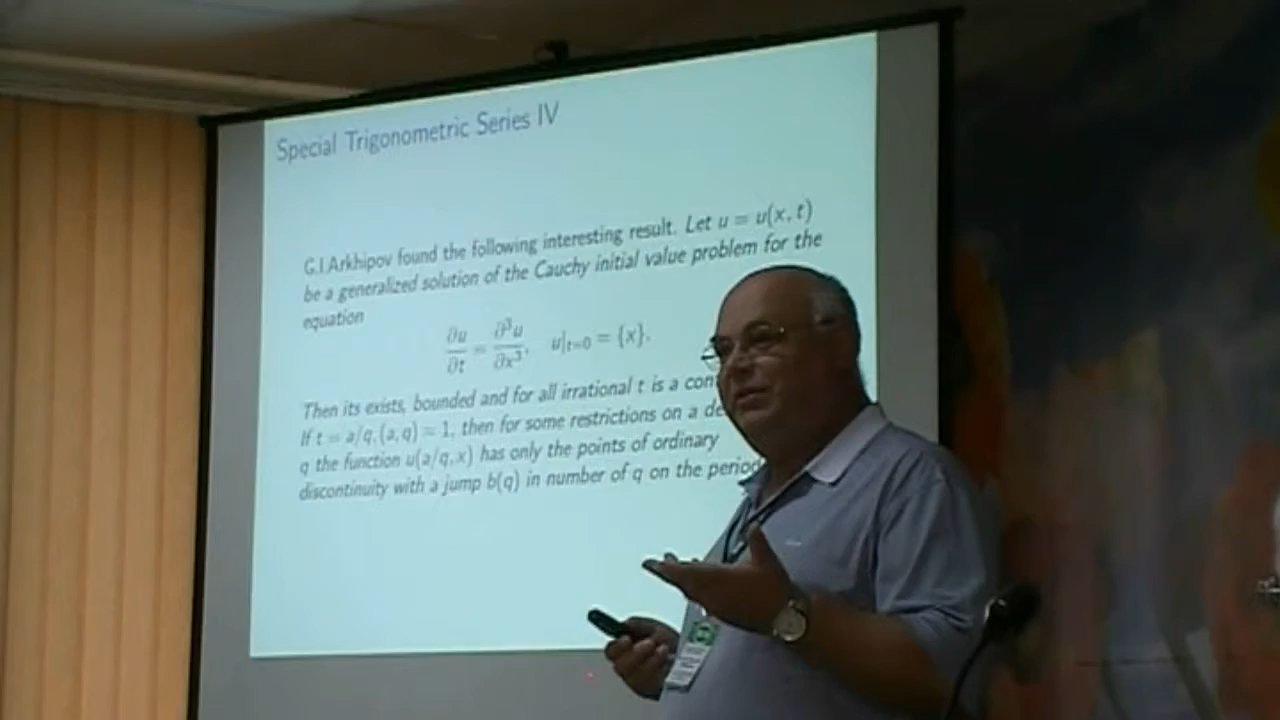 Special Trigonometric Series IV
G.I.Arkhipov found the following interesting result. Let u = u(x, t)
be a generalized solution of the Cauchy initial value problem for the
equation
∂u/∂t = ∂³u/∂x³, u|t=0 = {x}.
Then its exists, bounded and for all irrational t is a con
If t = a/q, (a, q) = 1, then for some restrictions on a de
q the function u(a/q, x) has only the points of ordinary
discontinuity with a jump b(q) in number of q on the period